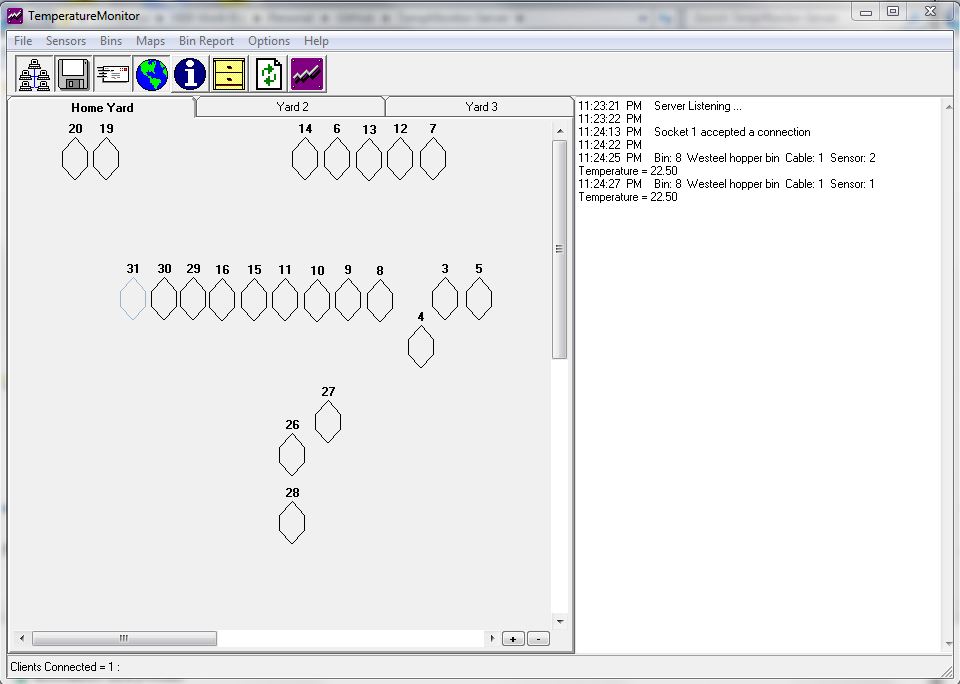 TemperatureMonitor
File Sensors Bins Maps Bin Report Options Help
Home Yard Yard 2 Yard 3
20 19 14 6 13 12 7
31 30 29 16 15 11 10 9 8 3 5
4
27
26
28
+ -
11:23:21 PM Server Listening ...
11:23:22 PM
11:24:13 PM Socket 1 accepted a connection
11:24:22 PM
11:24:25 PM Bin: 8 Westeel hopper bin Cable: 1 Sensor: 2
Temperature = 22.50
11:24:27 PM Bin: 8 Westeel hopper bin Cable: 1 Sensor: 1
Temperature = 22.50
Clients Connected = 1 :